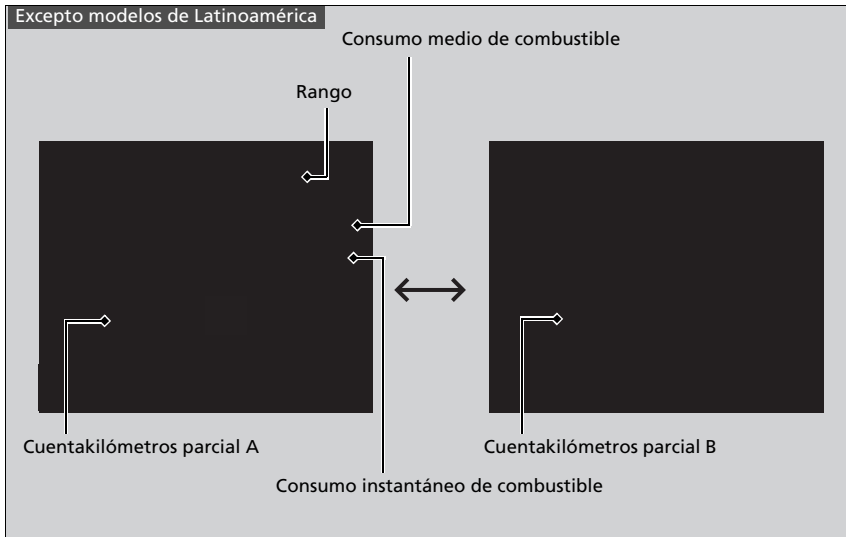 Excepto modelos de Latinoamérica
Consumo medio de combustible
Rango
Cuentakilómetros parcial A
Cuentakilómetros parcial B
Consumo instantáneo de combustible